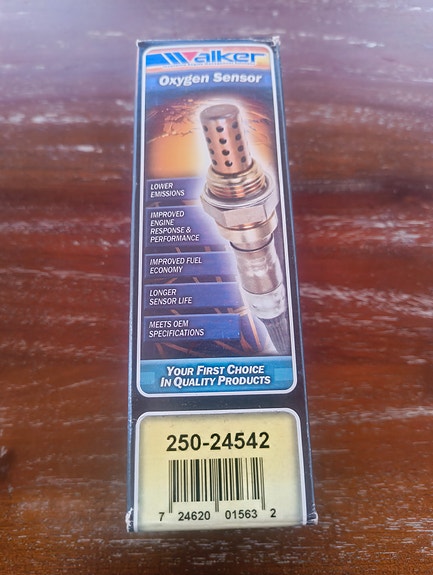 Walker
Oxygen Sensor
LOWER
EMISSIONS
IMPROVED
ENGINE
RESPONSE &
PERFORMANCE
IMPROVED FUEL
ECONOMY
LONGER
SENSOR LIFE
MEETS OEM
SPECIFICATIONS
YOUR FIRST CHOICE
IN QUALITY PRODUCTS
250-24542
7 24620 01563 2